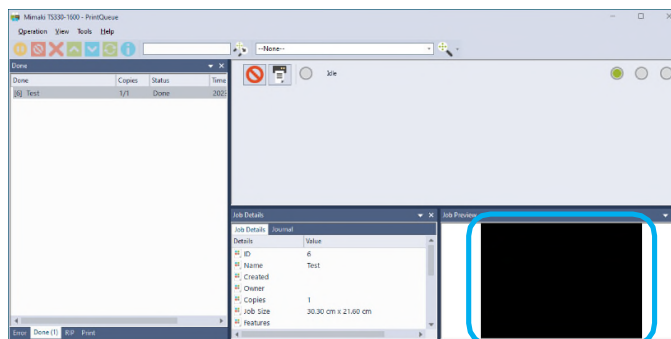 Mimaki TS330-1600 - PrintQueue
Operation View Tools Help
--None--
Done
Done Copies Status Time
[6] Test 1/1 Done 202
Idle
Job Details
Job Details Journal
Details Value
ID 6
Name Test
Created
Owner
Copies 1
Job Size 30.30 cm x 21.60 cm
Features
Job Preview
Error Done (1) RIP Print